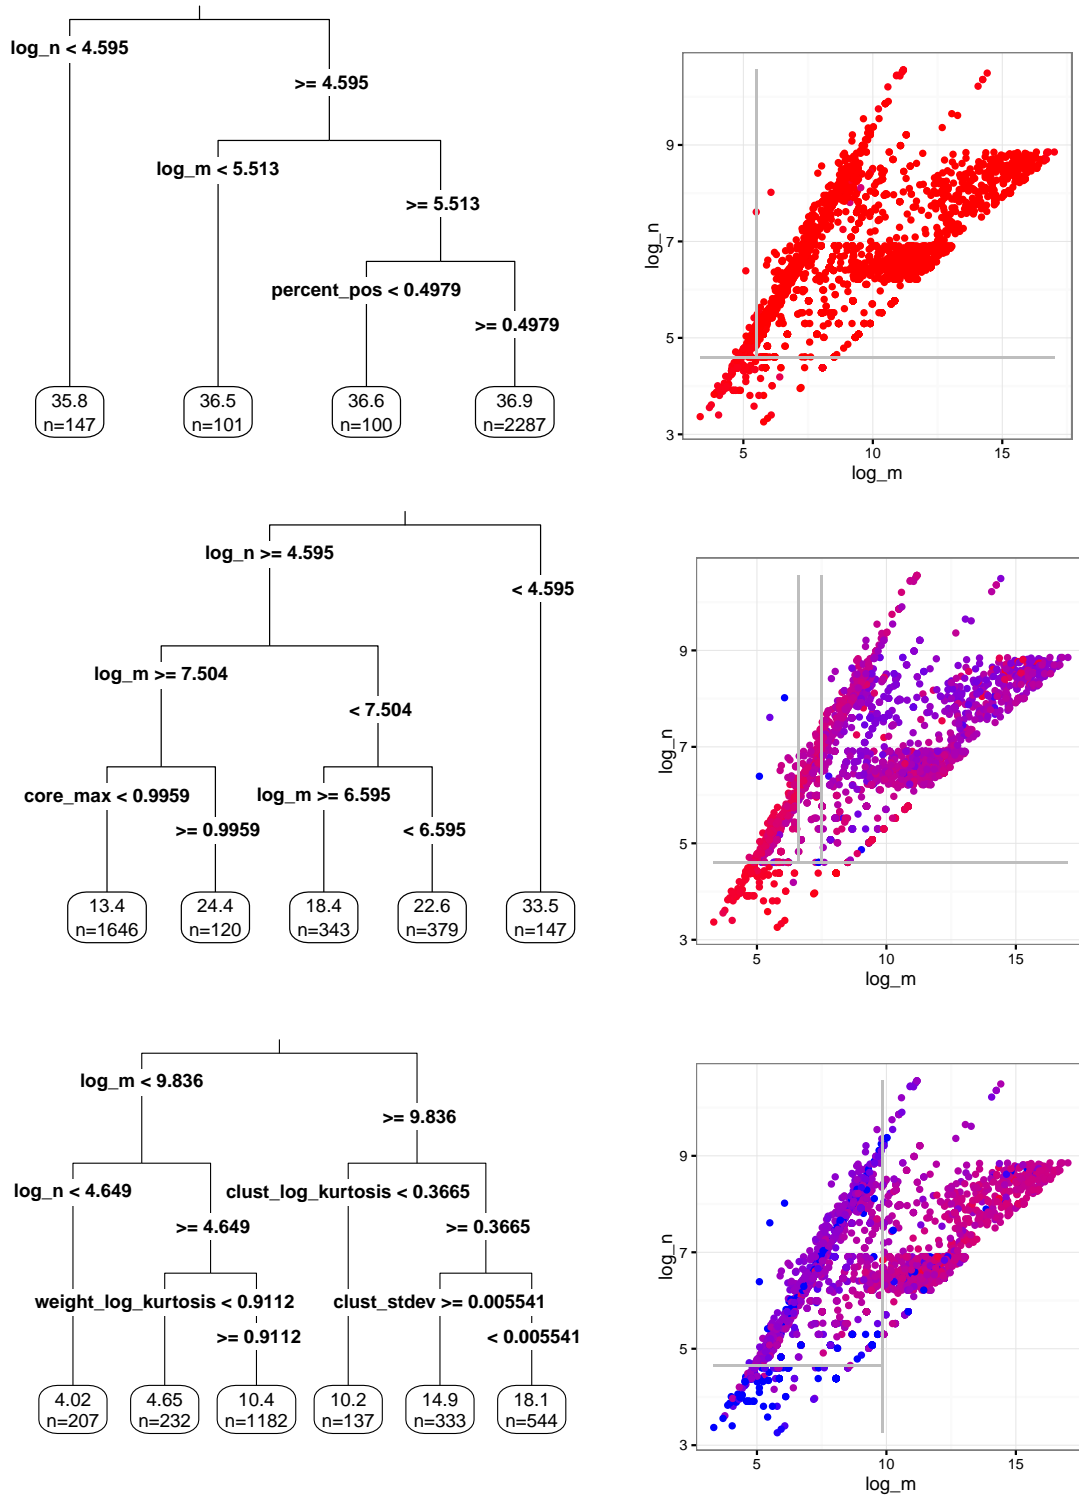 log_n < 4.595
>= 4.595
log_m < 5.513
>= 5.513
percent_pos < 0.4979
>= 0.4979
35.8
n=147
36.5
n=101
36.6
n=100
36.9
n=2287
log_n
9
7
5
3
5 10 15
log_m
log_n >= 4.595
< 4.595
log_m >= 7.504
< 7.504
core_max < 0.9959
>= 0.9959
log_m >= 6.595
< 6.595
13.4
n=1646
24.4
n=120
18.4
n=343
22.6
n=379
33.5
n=147
log_n
9
7
5
3
5 10 15
log_m
log_m < 9.836
>= 9.836
log_n < 4.649
>= 4.649
clust_log_kurtosis < 0.3665
>= 0.3665
weight_log_kurtosis < 0.9112
>= 0.9112
clust_stdev >= 0.005541
< 0.005541
4.02
n=207
4.65
n=232
10.4
n=1182
10.2
n=137
14.9
n=333
18.1
n=544
log_n
9
7
5
3
5 10 15
log_m